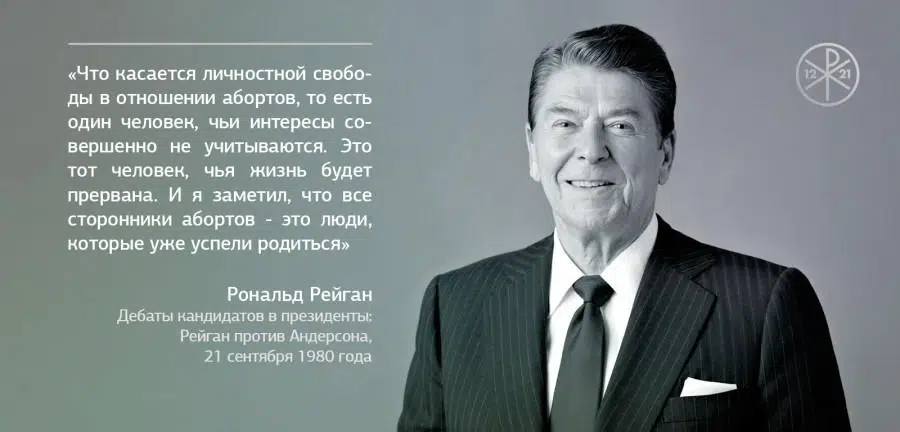 «Что касается личностной свобо-
ды в отношении абортов, то есть
один человек, чьи интересы со-
вершенно не учитываются. Это
тот человек, чья жизнь будет
прервана. И я заметил, что все
сторонники абортов - это люди,
которые уже успели родиться»
Рональд Рейган
Дебаты кандидатов в президенты:
Рейган против Андерсона,
21 сентября 1980 года
12 21